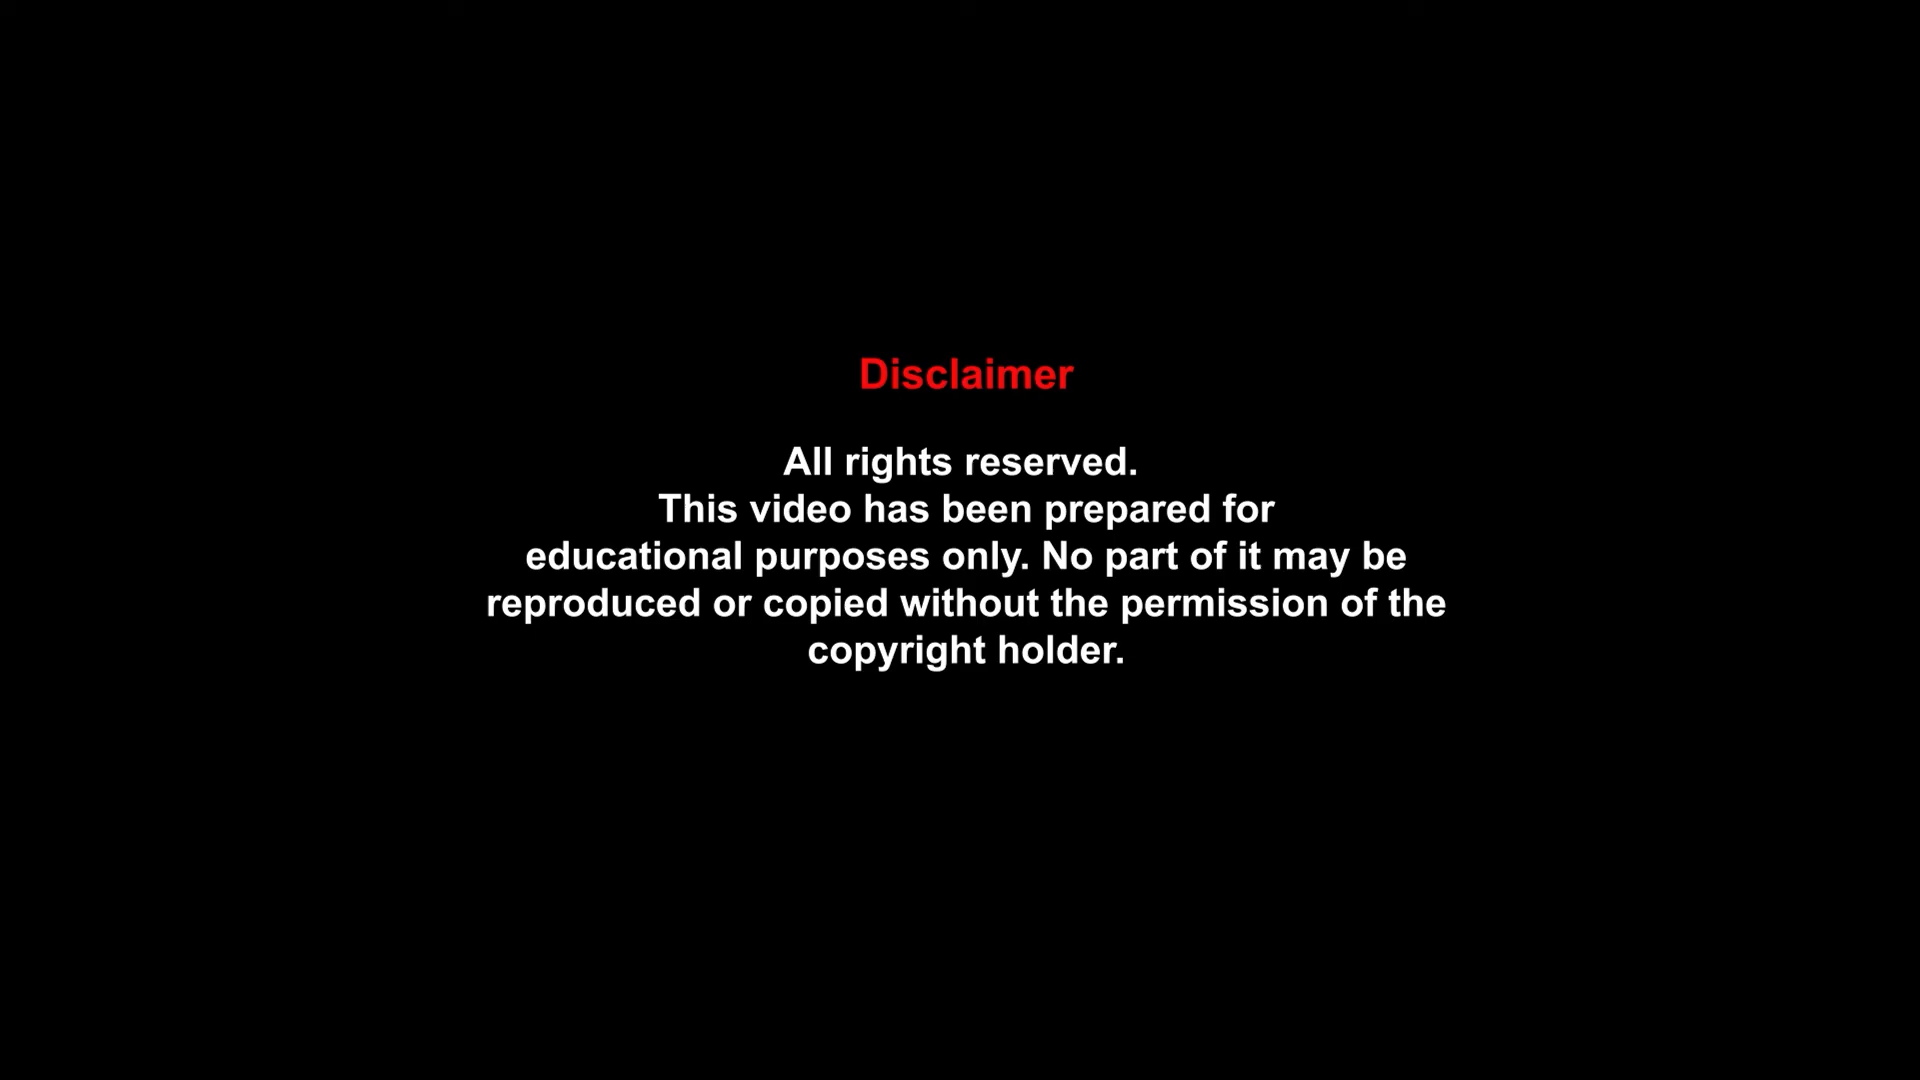 Disclaimer
All rights reserved.
This video has been prepared for
educational purposes only. No part of it may be
reproduced or copied without the permission of the
copyright holder.